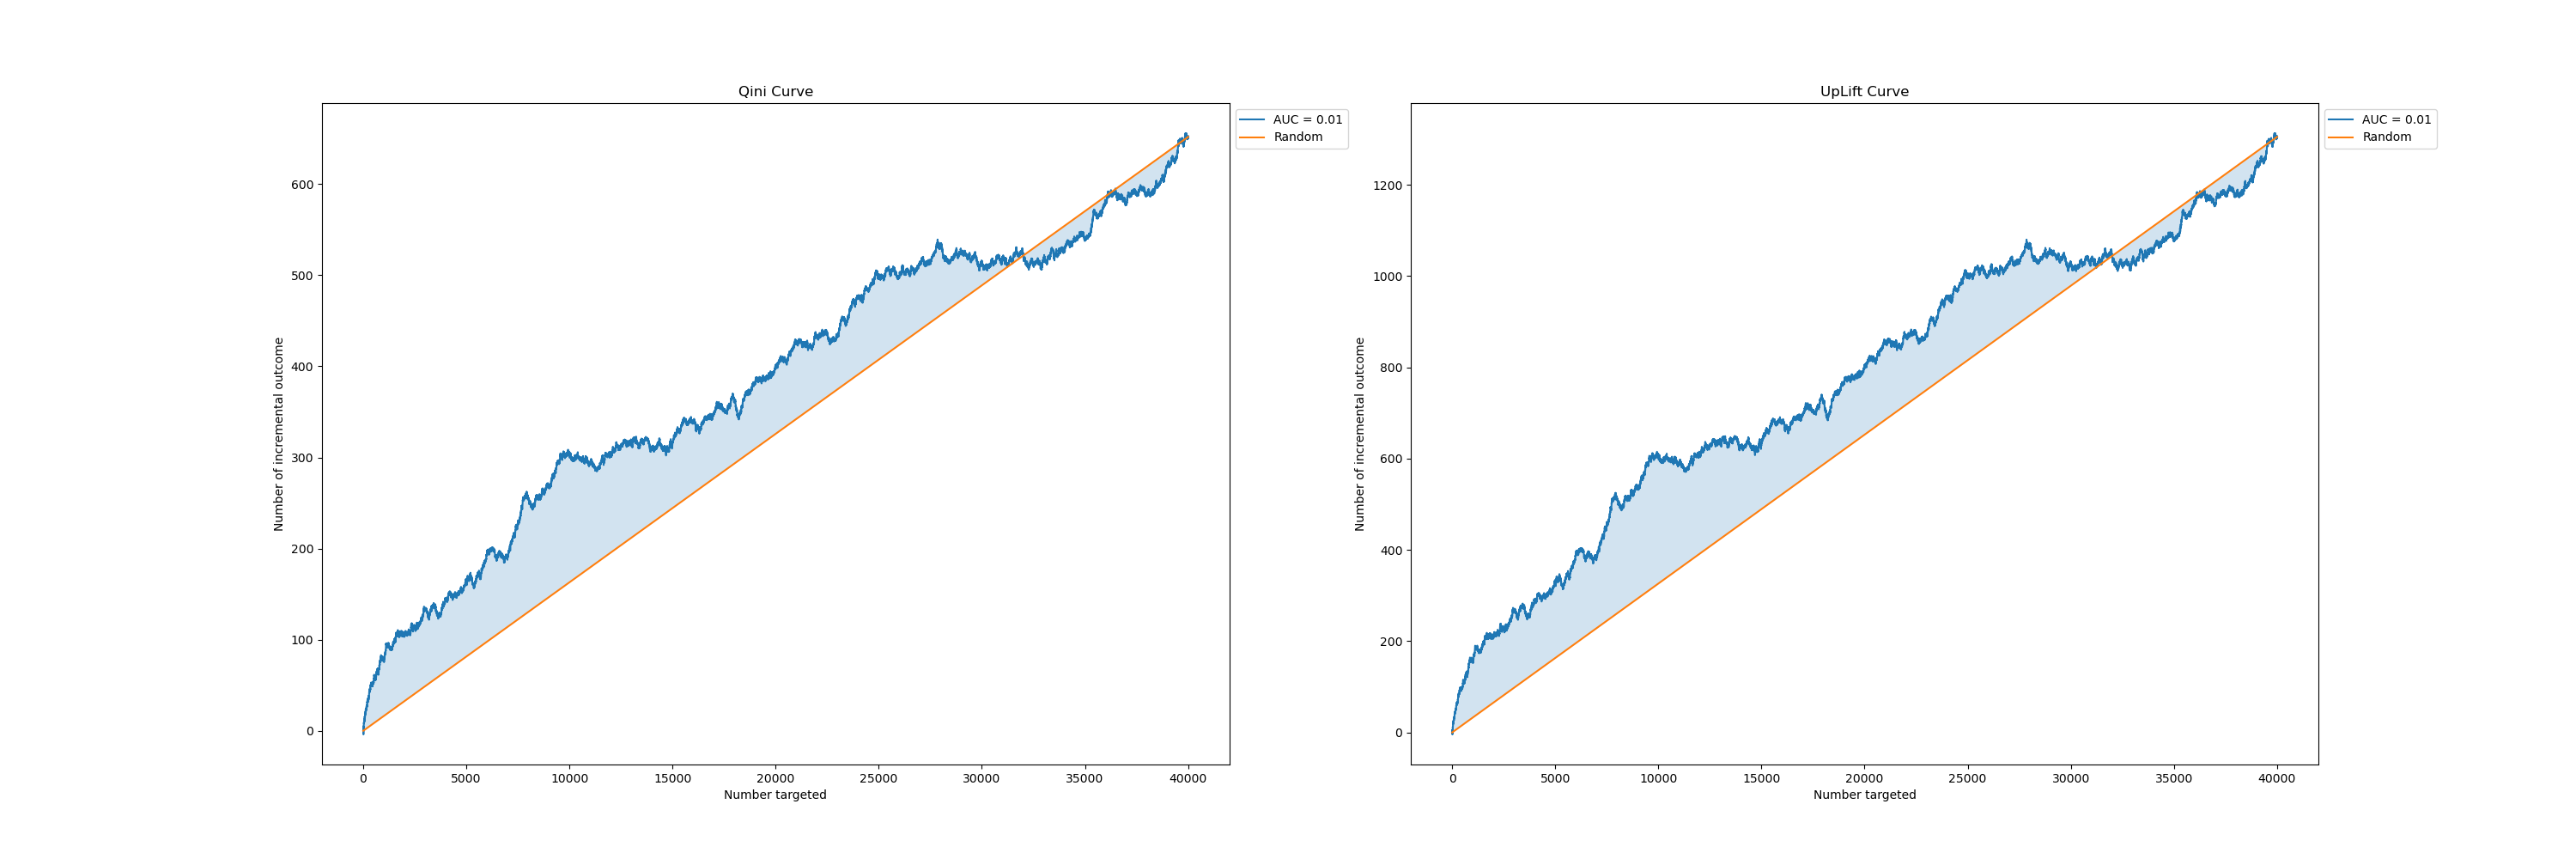 Qini Curve
AUC = 0.01
Random
600
500
400
300
200
100
0
Number of incremental outcome
0 5000 10000 15000 20000 25000 30000 35000 40000
Number targeted
UpLift Curve
AUC = 0.01
Random
1200
1000
800
600
400
200
0
Number of incremental outcome
0 5000 10000 15000 20000 25000 30000 35000 40000
Number targeted